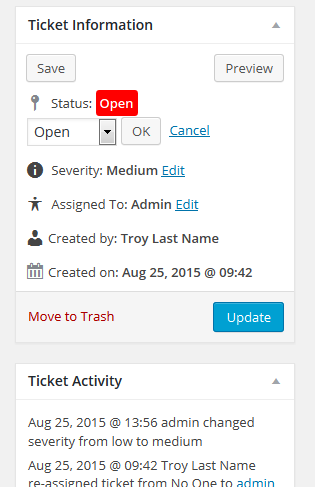 Ticket Information
Save Preview
Status: Open
Open OK Cancel
Severity: Medium Edit
Assigned To: Admin Edit
Created by: Troy Last Name
Created on: Aug 25, 2015 @ 09:42
Move to Trash Update
Ticket Activity
Aug 25, 2015 @ 13:56 admin changed
severity from low to medium
Aug 25, 2015 @ 09:42 Troy Last Name
re-assigned ticket from No One to admin